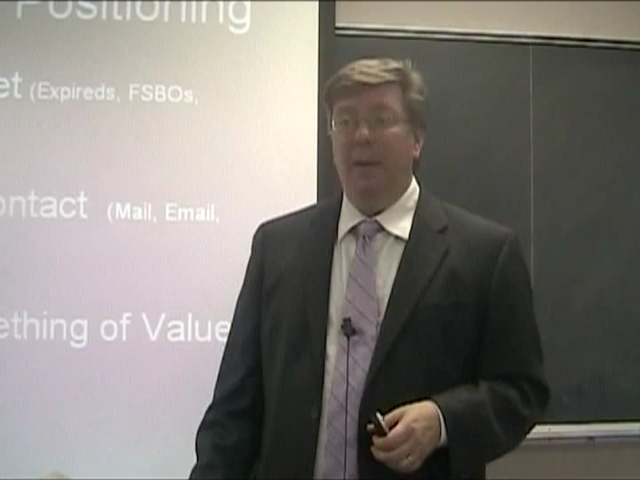 Positioning
et (Expireds, FSBOs,
ontact (Mail, Email,
ething of Value